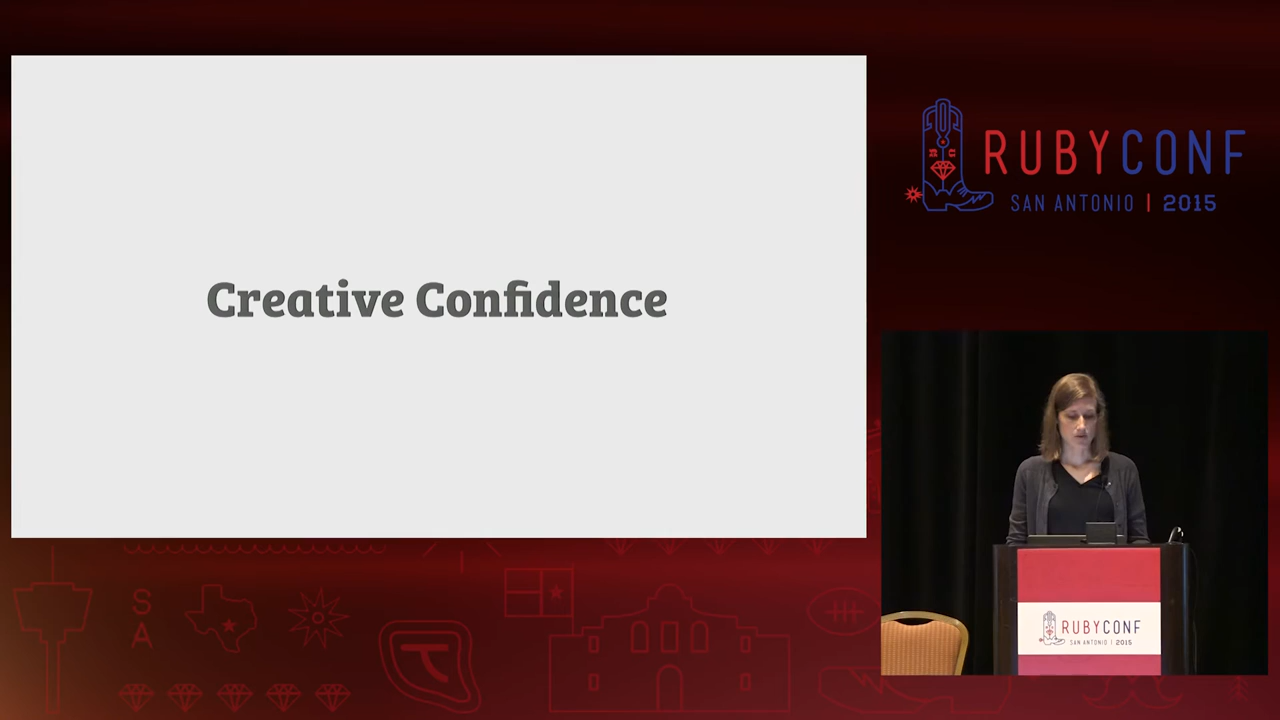 Creative Confidence
RUBYCONF
SAN ANTONIO | 2015
S
A
RUBYCONF
SAN ANTONIO | 2015